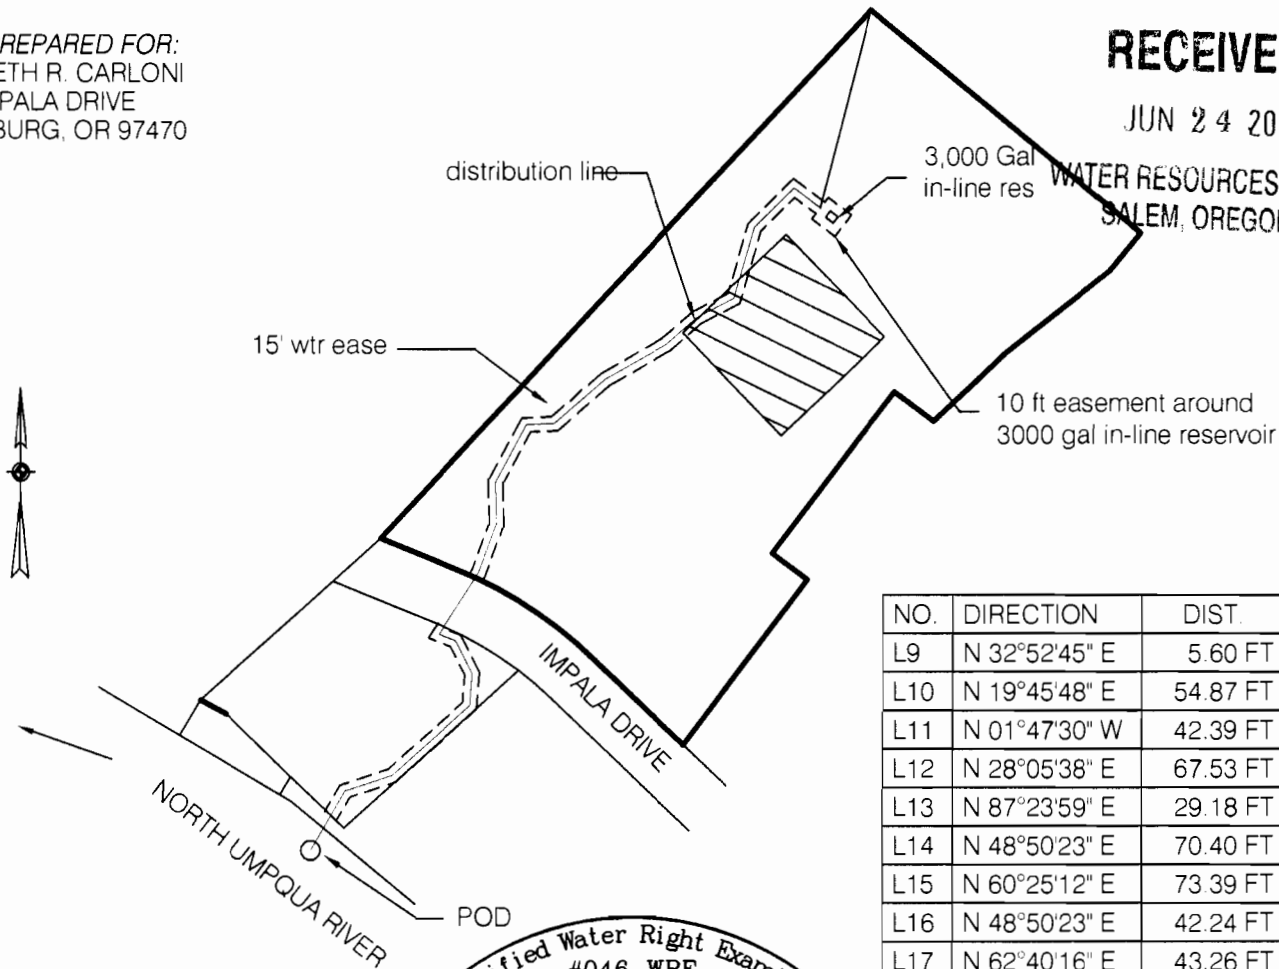 REPARED FOR:
ETH R. CARLONI
PALA DRIVE
BURG, OR 97470
RECEIVE
JUN 24 20
WATER RESOURCES
SALEM, OREGO
distribution line
3,000 Gal
in-line res
15' wtr ease
10 ft easement around
3000 gal in-line reservoir
IMPALA DRIVE
NORTH UMPQUA RIVER
POD
NO. DIRECTION DIST.
L9 N 32°52'45" E 5.60 FT
L10 N 19°45'48" E 54.87 FT
L11 N 01°47'30" W 42.39 FT
L12 N 28°05'38" E 67.53 FT
L13 N 87°23'59" E 29.18 FT
L14 N 48°50'23" E 70.40 FT
L15 N 60°25'12" E 73.39 FT
L16 N 48°50'23" E 42.24 FT
L17 N 62°40'16" E 43.26 FT
ified Water Right Exam
#046 WRE